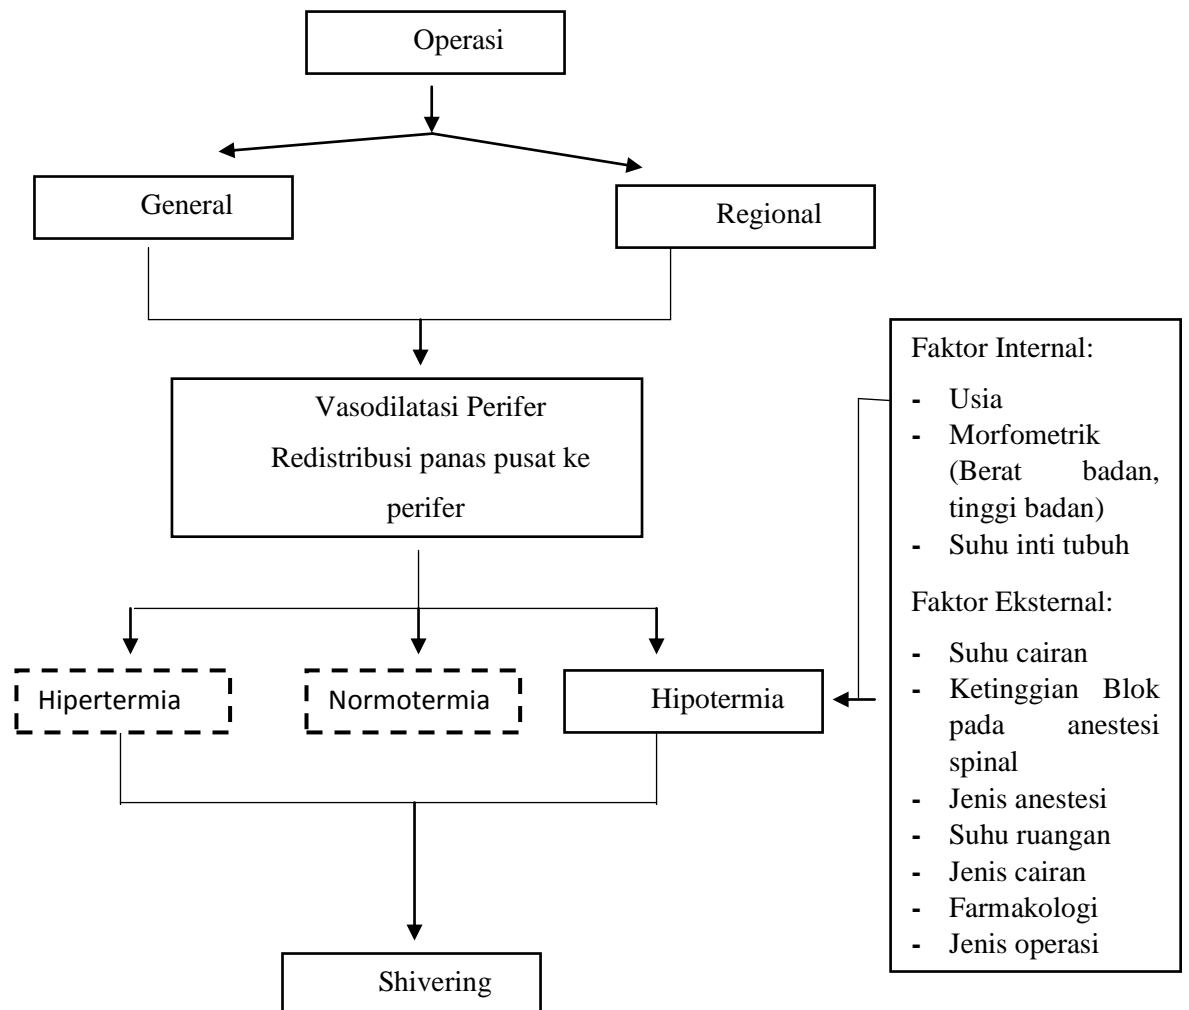 Operasi
General
Regional
Vasodilatasi Perifer
Redistribusi panas pusat ke
perifer
Hipertermia
Normotermia
Hipotermia
Shivering
Faktor Internal:
- Usia
- Morfometrik
(Berat badan,
tinggi badan)
- Suhu inti tubuh
Faktor Eksternal:
- Suhu cairan
- Ketinggian Blok
pada anestesi
spinal
- Jenis anestesi
- Suhu ruangan
- Jenis cairan
- Farmakologi
- Jenis operasi